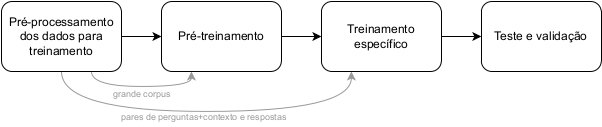 Pré-processamento
dos dados para
treinamento
Pré-treinamento
Treinamento
específico
Teste e validação
grande corpus
pares de perguntas+contexto e respostas